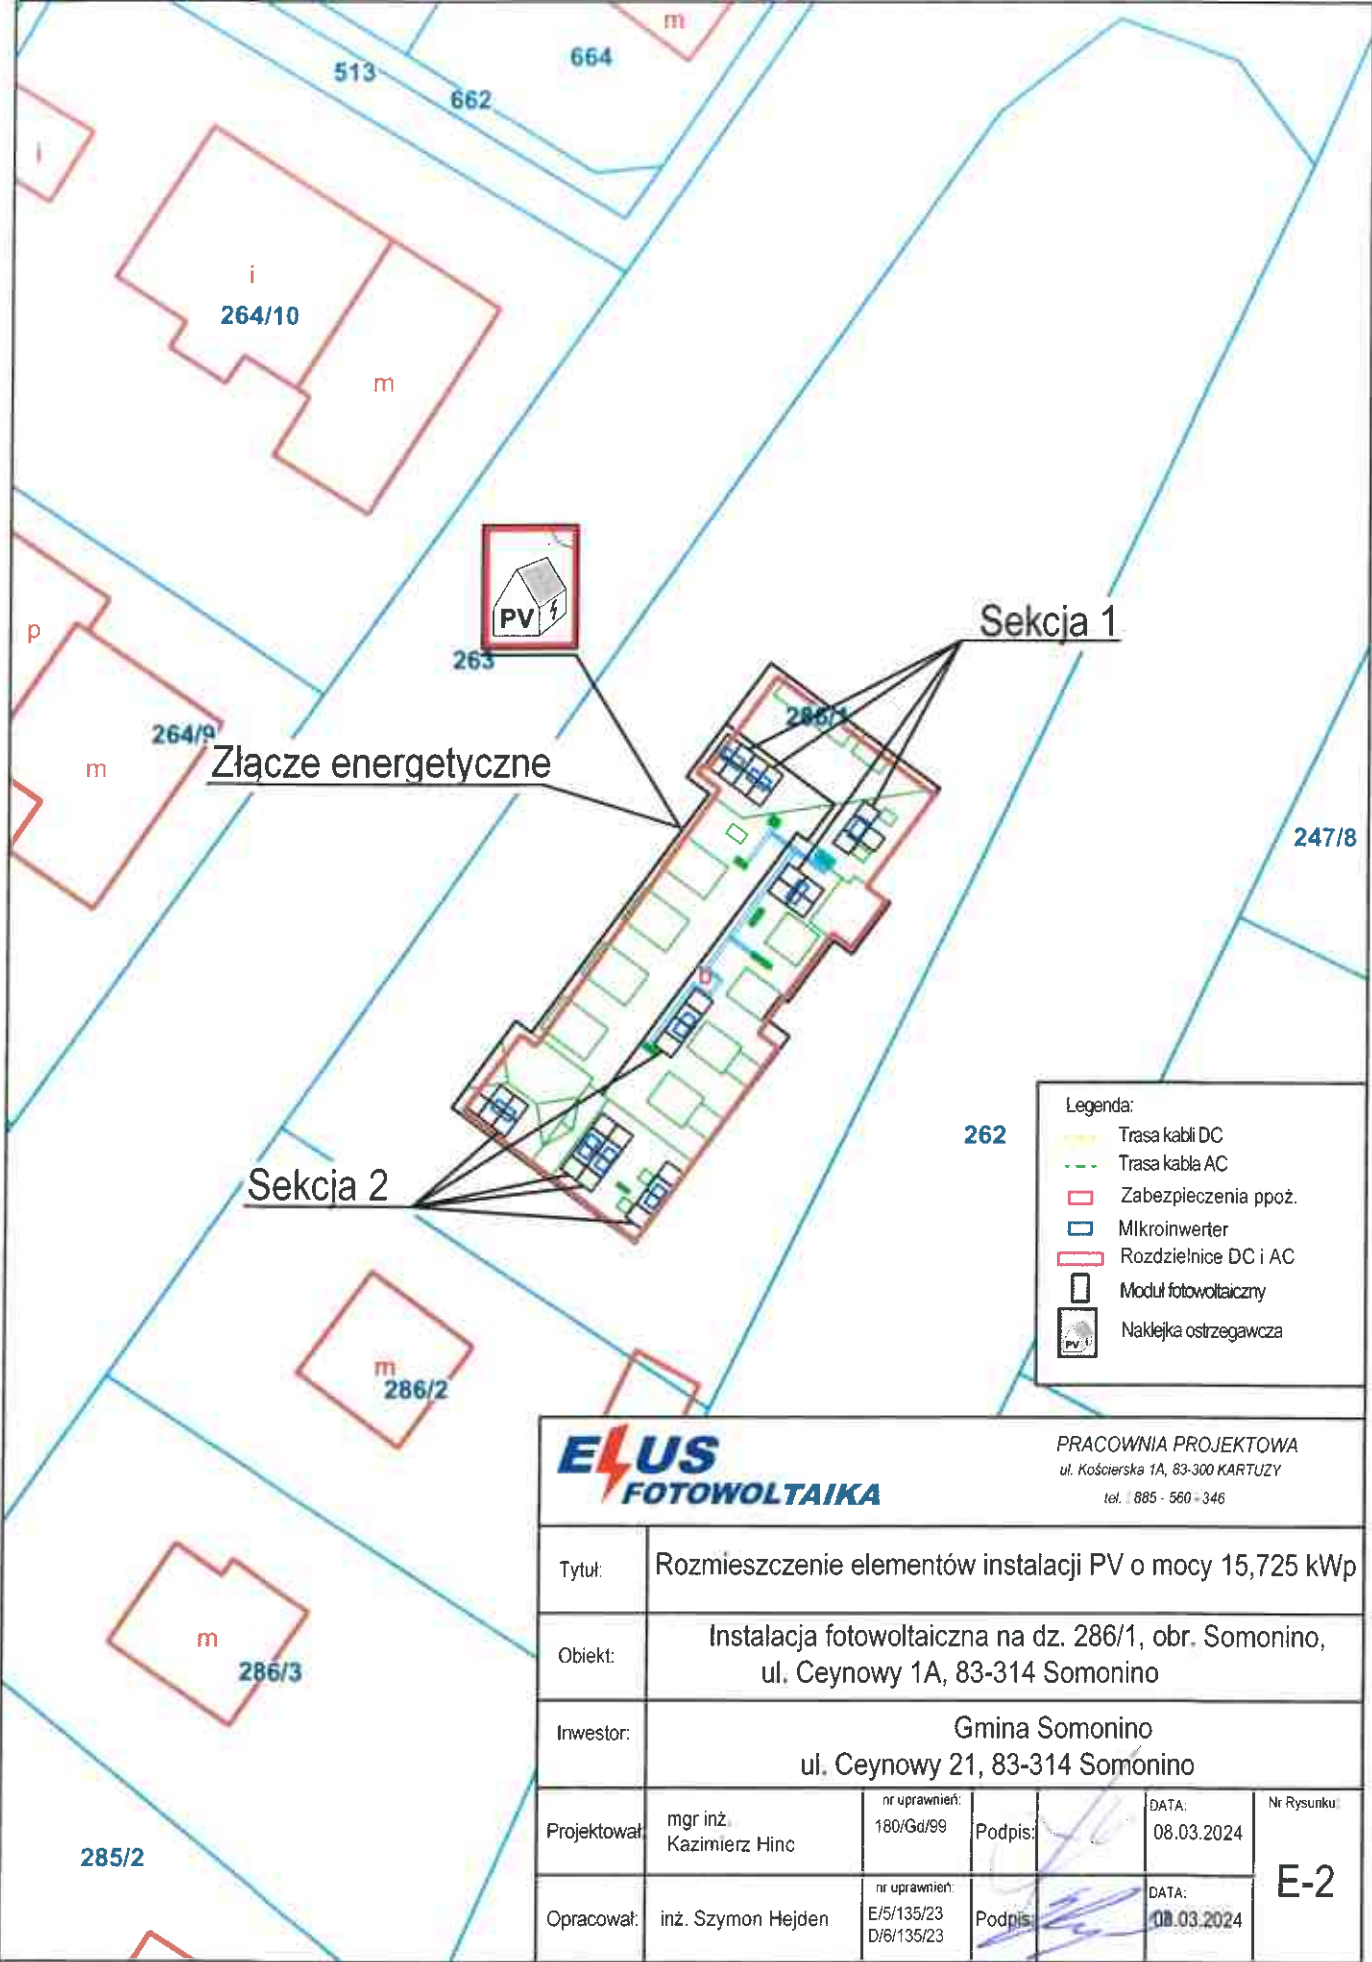 m
664
513
662
i
i
264/10
m
PV
263
Sekcja 1
p
264/9
m
Złącze energetyczne
286/1
247/8
b
262
Sekcja 2
Legenda:
Trasa kabli DC
Trasa kabla AC
Zabezpieczenia ppoż.
MIkroinwerter
Rozdzielnice DC i AC
Moduł fotowoltaiczny
PV
Naklejka ostrzegawcza
m
286/2
m
286/3
285/2
ELUS
FOTOWOLTAIKA
PRACOWNIA PROJEKTOWA
ul. Kościerska 1A, 83-300 KARTUZY
tel. : 885 - 560 - 346
Tytuł:
Rozmieszczenie elementów instalacji PV o mocy 15,725 kWp
Obiekt:
Instalacja fotowoltaiczna na dz. 286/1, obr. Somonino,
ul. Ceynowy 1A, 83-314 Somonino
Inwestor:
Gmina Somonino
ul. Ceynowy 21, 83-314 Somonino
Projektował:
mgr inż.
Kazimierz Hinc
nr uprawnień:
180/Gd/99
Podpis:
DATA:
08.03.2024
Nr Rysunku:
E-2
Opracował:
inż. Szymon Hejden
nr uprawnień:
E/5/135/23
D/6/135/23
Podpis:
DATA:
08.03.2024